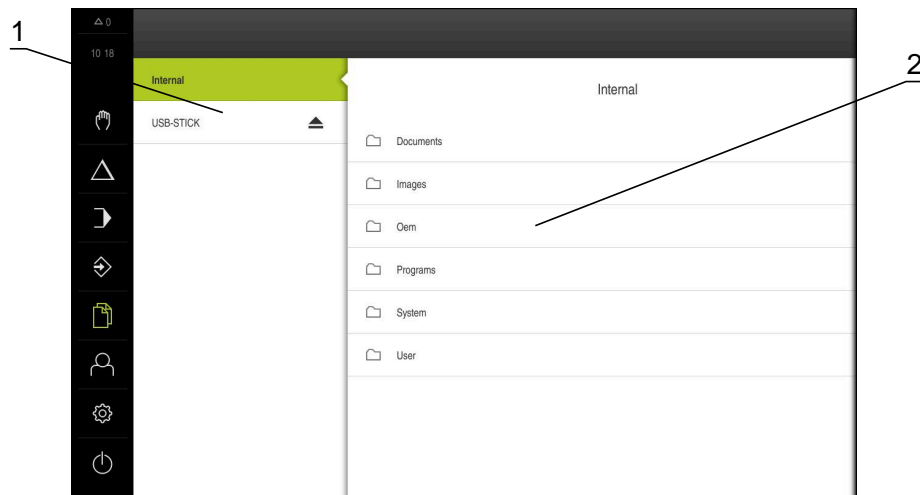 1
2
0
10 18
Internal
USB-STICK
Internal
Documents
Images
Oem
Programs
System
User